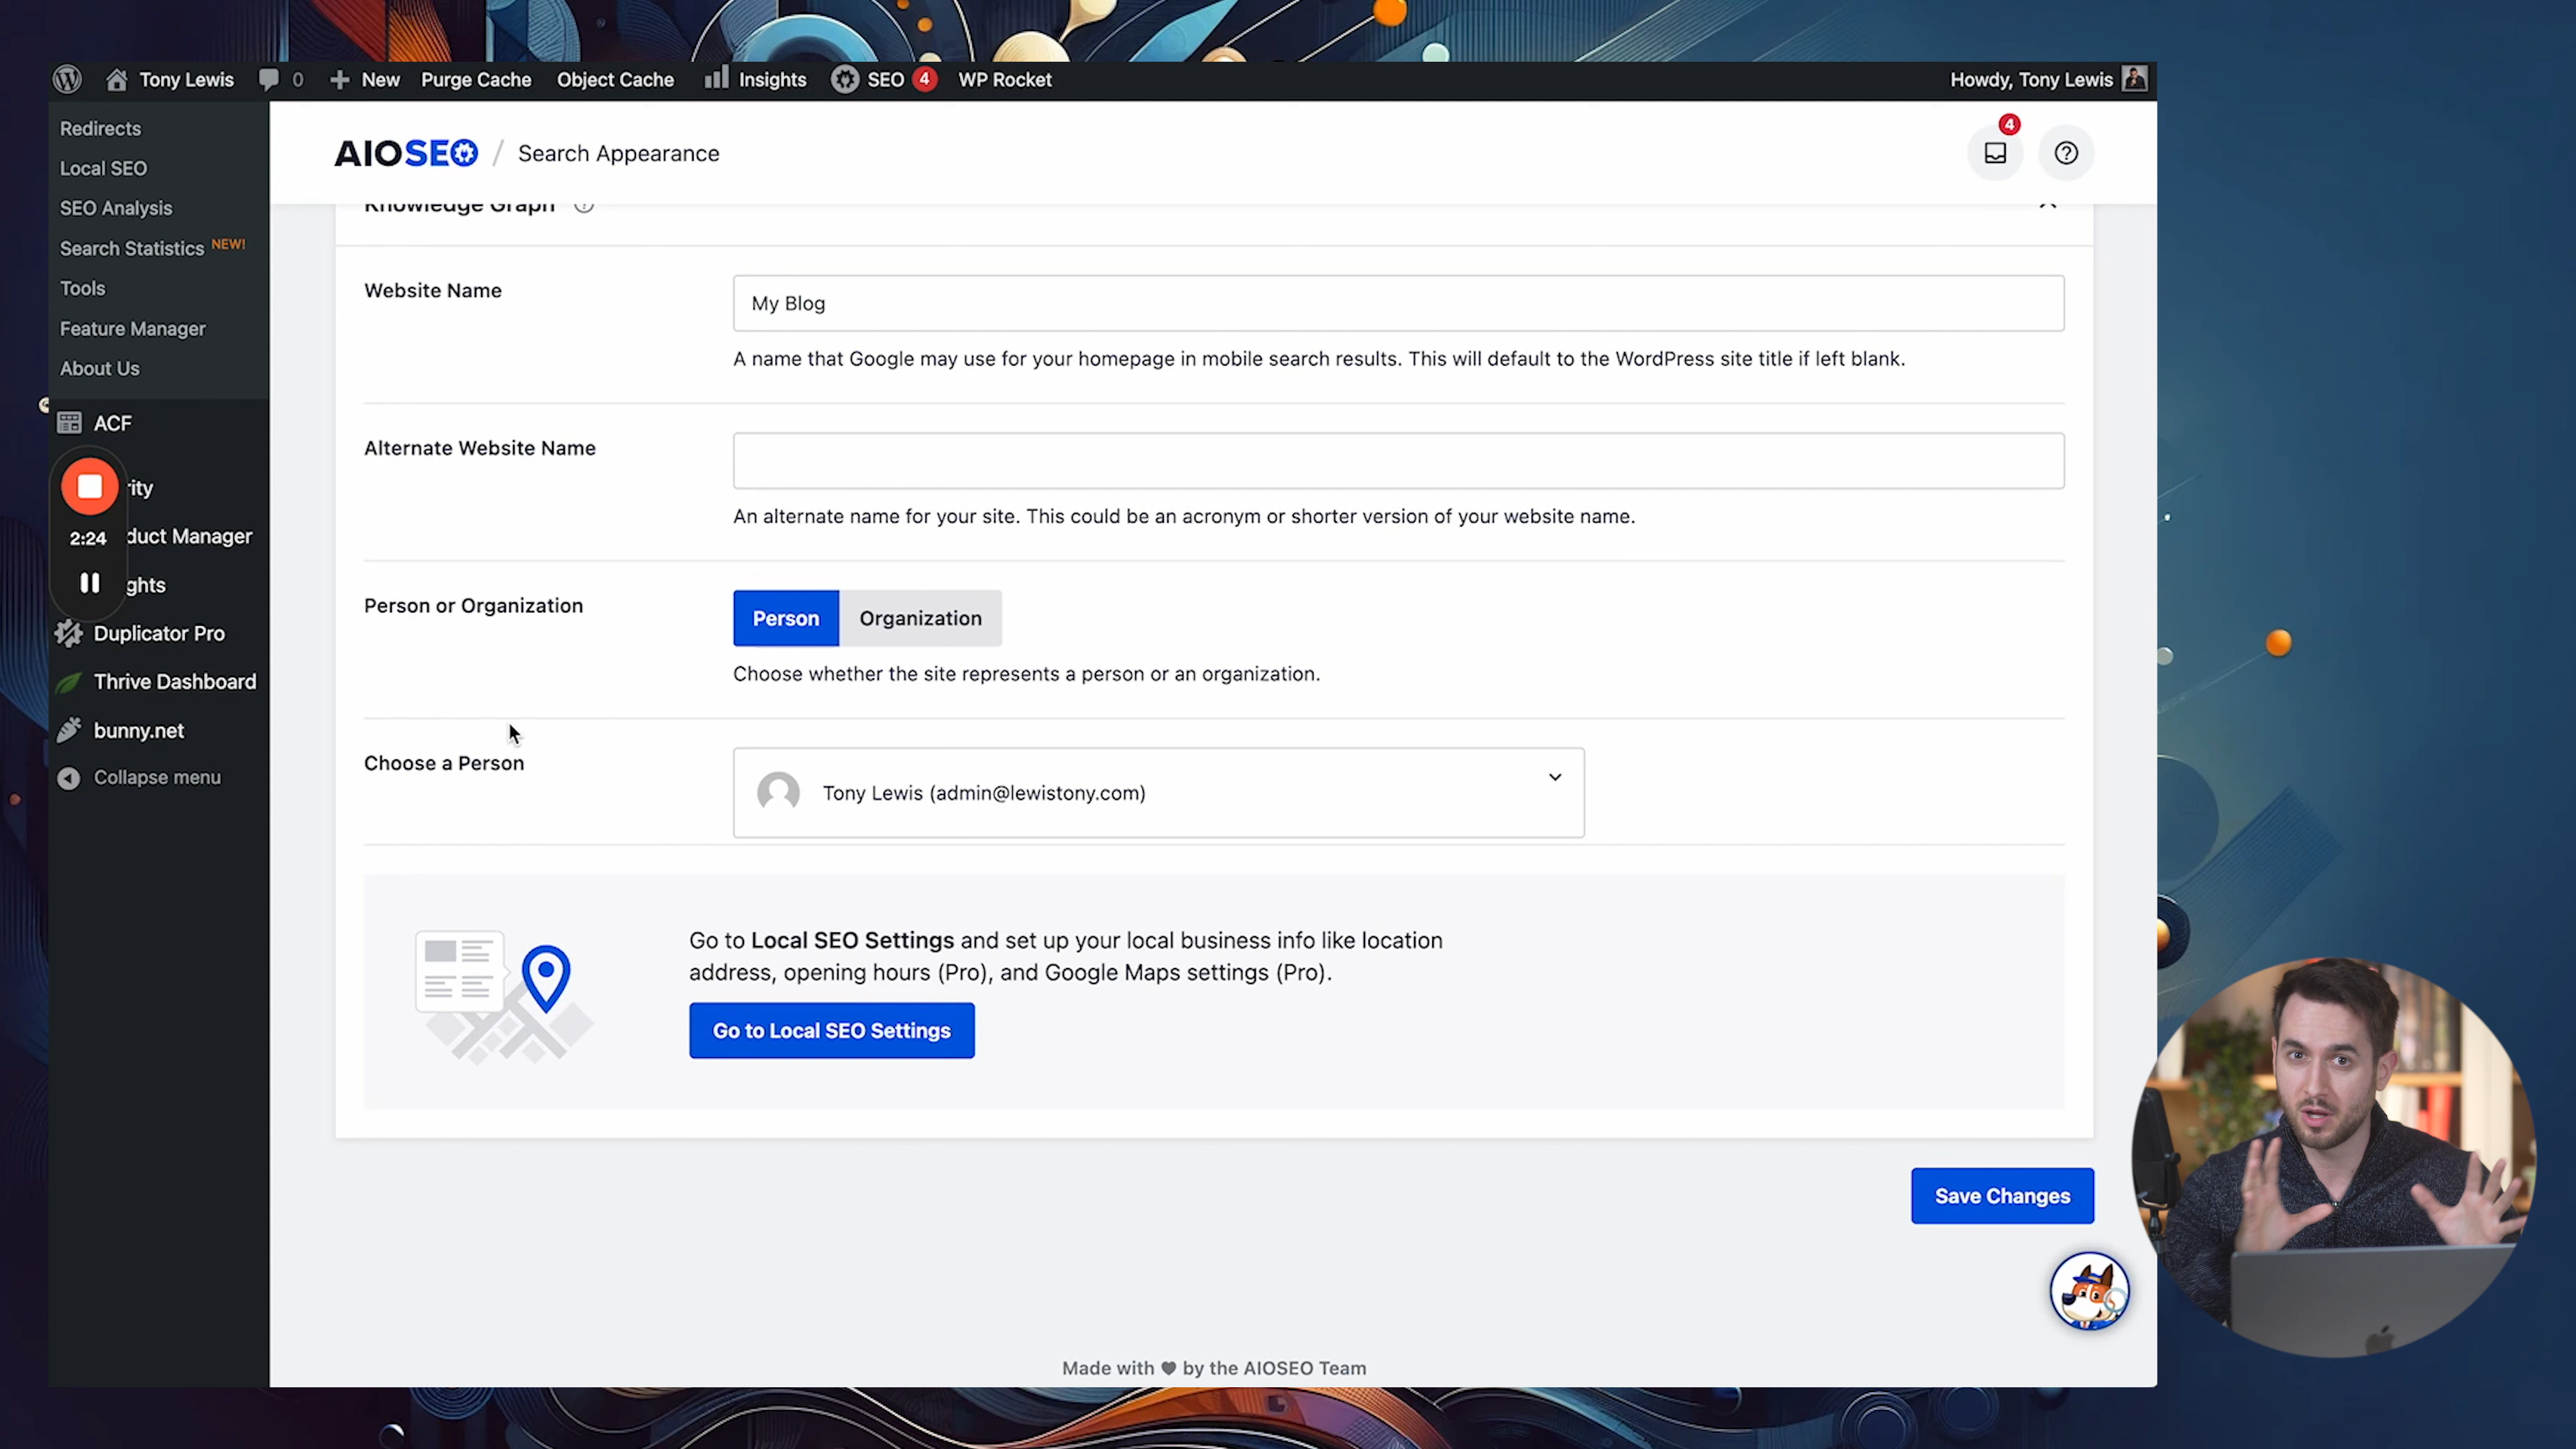 Tony Lewis 0 New Purge Cache Object Cache Insights SEO 4 WP Rocket Howdy, Tony Lewis
Redirects
Local SEO
SEO Analysis
Search Statistics NEW!
Tools
Feature Manager
About Us
ACF
rity
2:24
duct Manager
ghts
Duplicator Pro
Thrive Dashboard
bunny.net
Collapse menu
AIOSEO / Search Appearance
4
Knowledge Graph
Website Name
My Blog
A name that Google may use for your homepage in mobile search results. This will default to the WordPress site title if left blank.
Alternate Website Name
An alternate name for your site. This could be an acronym or shorter version of your website name.
Person or Organization
Person Organization
Choose whether the site represents a person or an organization.
Choose a Person
Tony Lewis (admin@lewistony.com)
Go to Local SEO Settings and set up your local business info like location
address, opening hours (Pro), and Google Maps settings (Pro).
Go to Local SEO Settings
Save Changes
Made with ♥ by the AIOSEO Team